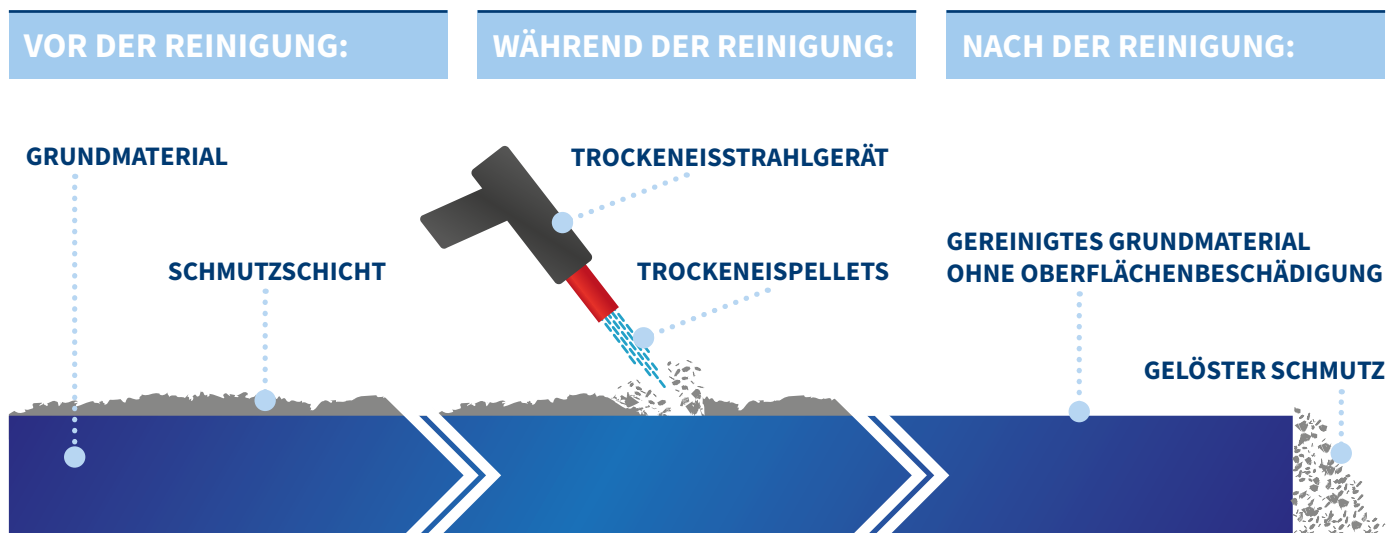 VOR DER REINIGUNG:
WÄHREND DER REINIGUNG:
NACH DER REINIGUNG:
GRUNDMATERIAL
SCHMUTZSCHICHT
TROCKENEISSTRAHLGERÄT
TROCKENEISPELLETS
GEREINIGTES GRUNDMATERIAL
OHNE OBERFLÄCHENBESCHÄDIGUNG
GELÖSTER SCHMUTZ